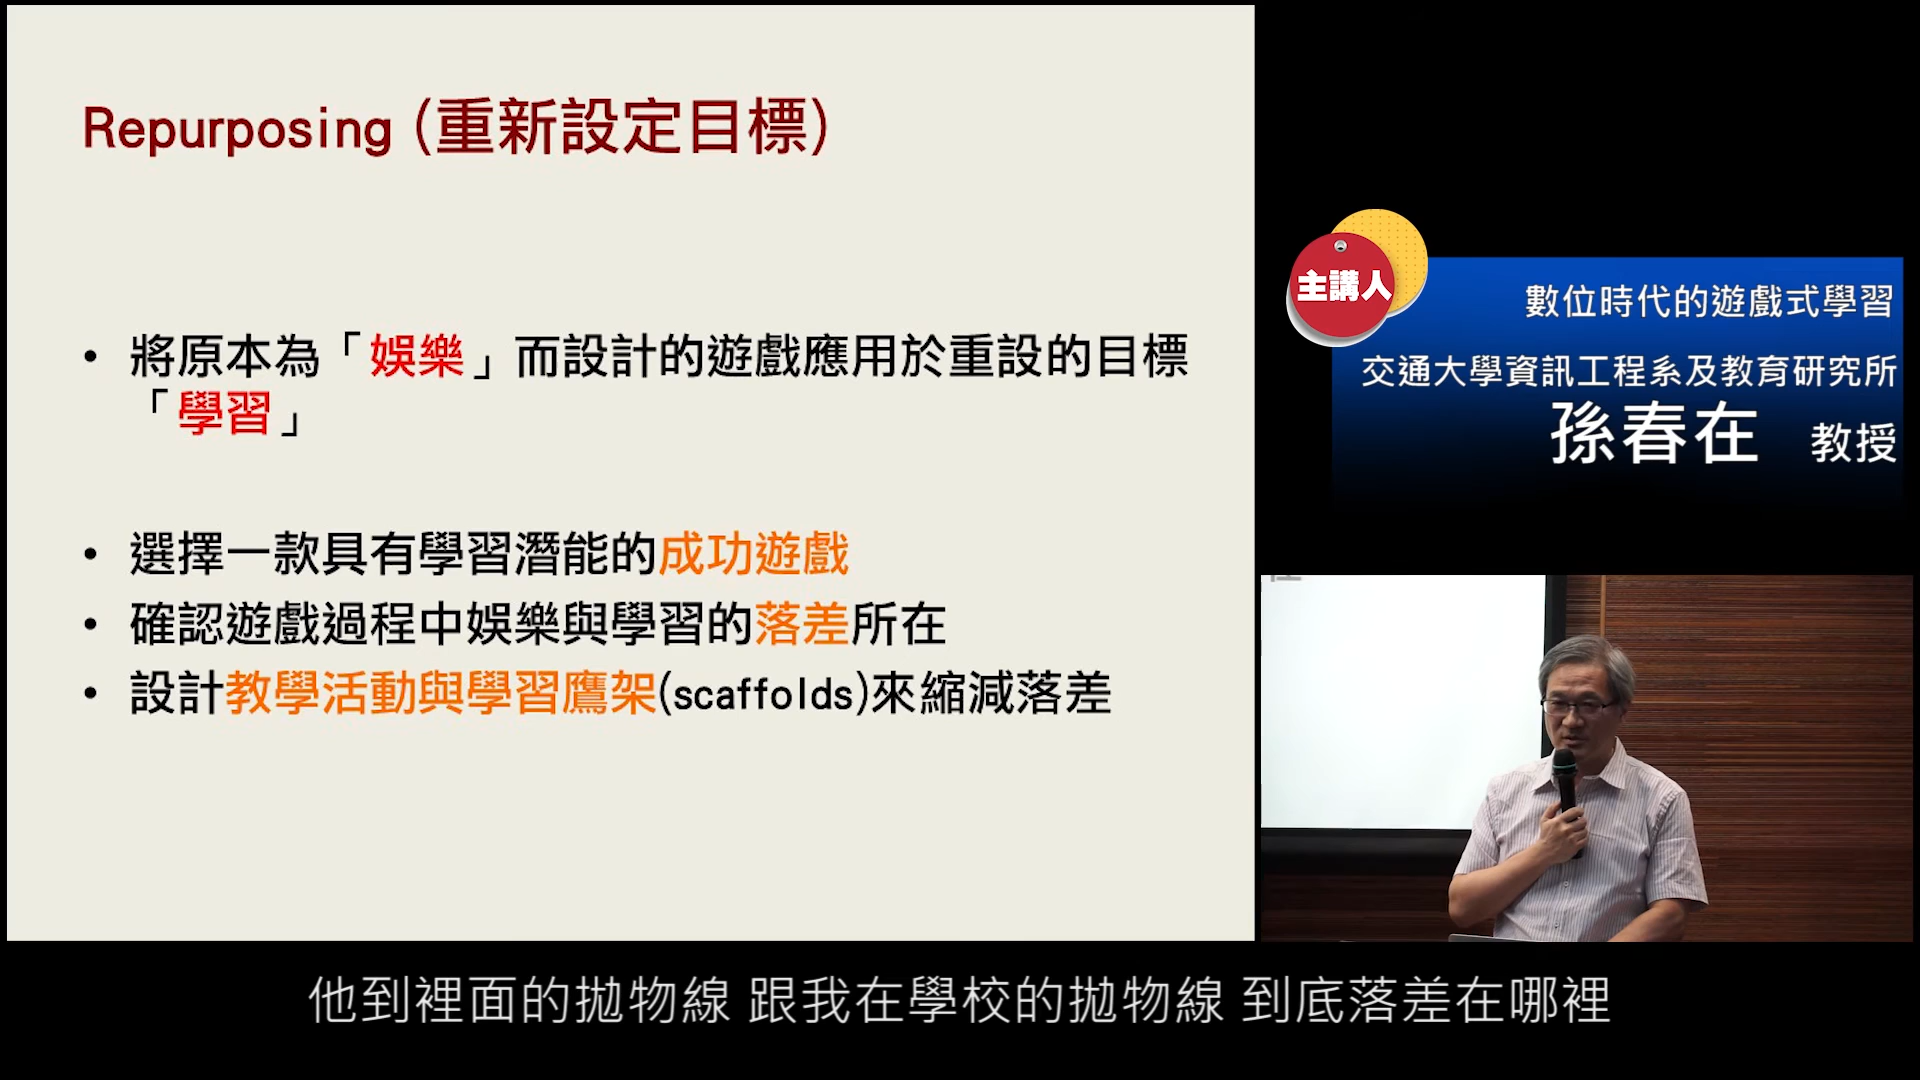 Repurposing (重新設定目標)
• 將原本為「娛樂」而設計的遊戲應用於重設的目標
「學習」
• 選擇一款具有學習潛能的成功遊戲
• 確認遊戲過程中娛樂與學習的落差所在
• 設計教學活動與學習鷹架(scaffolds)來縮減落差
主講人
數位時代的遊戲式學習
交通大學資訊工程系及教育研究所
孫春在 教授
他到裡面的拋物線 跟我在學校的拋物線 到底落差在哪裡